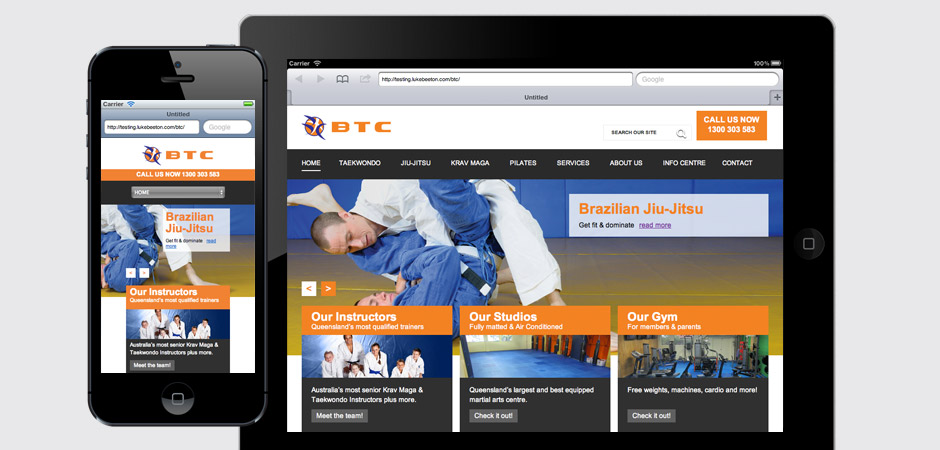 Carrier
Untitled
http://testing.lukebeeton.com/btc/
Google
BTC
CALL US NOW 1300 303 583
HOME
Brazilian
Jiu-Jitsu
Get fit & dominate read
more
< >
Our Instructors
Queensland's most qualified trainers
Australia's most senior Krav Maga &
Taekwondo Instructors plus more.
Meet the team!
Carrier 100%
http://testing.lukebeeton.com/btc/
Google
Untitled
+
BTC
SEARCH OUR SITE
CALL US NOW
1300 303 583
HOME TAEKWONDO JIU-JITSU KRAV MAGA PILATES SERVICES ABOUT US INFO CENTRE CONTACT
Brazilian Jiu-Jitsu
Get fit & dominate read more
< >
Our Instructors
Queensland's most qualified trainers
Australia's most senior Krav Maga &
Taekwondo Instructors plus more.
Meet the team!
Our Studios
Fully matted & Air Conditioned
Queensland's largest and best equipped
martial arts centre.
Check it out!
Our Gym
For members & parents
Free weights, machines, cardio and more!
Check it out!